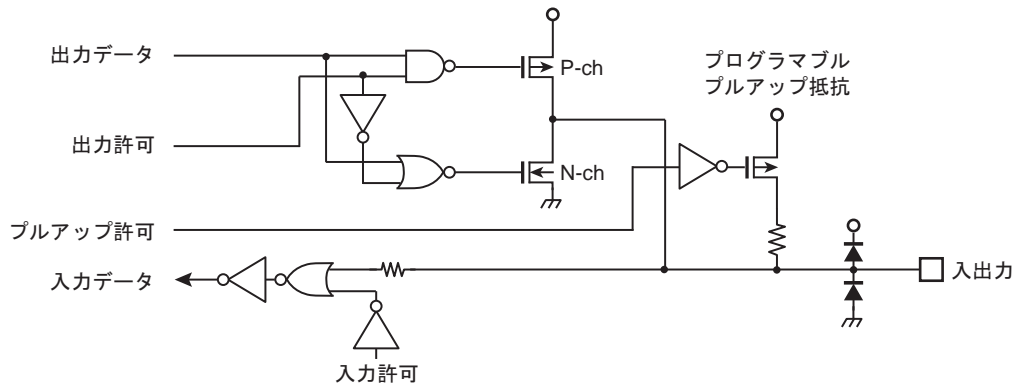 出力データ
P-ch
プログラマブル
プルアップ抵抗
出力許可
N-ch
プルアップ許可
入力データ
入出力
入力許可